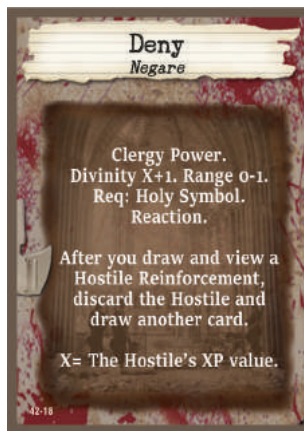 Deny
Negare
Clergy Power.
Divinity X+1. Range 0-1.
Req: Holy Symbol.
Reaction.
After you draw and view a
Hostile Reinforcement,
discard the Hostile and
draw another card.
X= The Hostile's XP value.
42-18